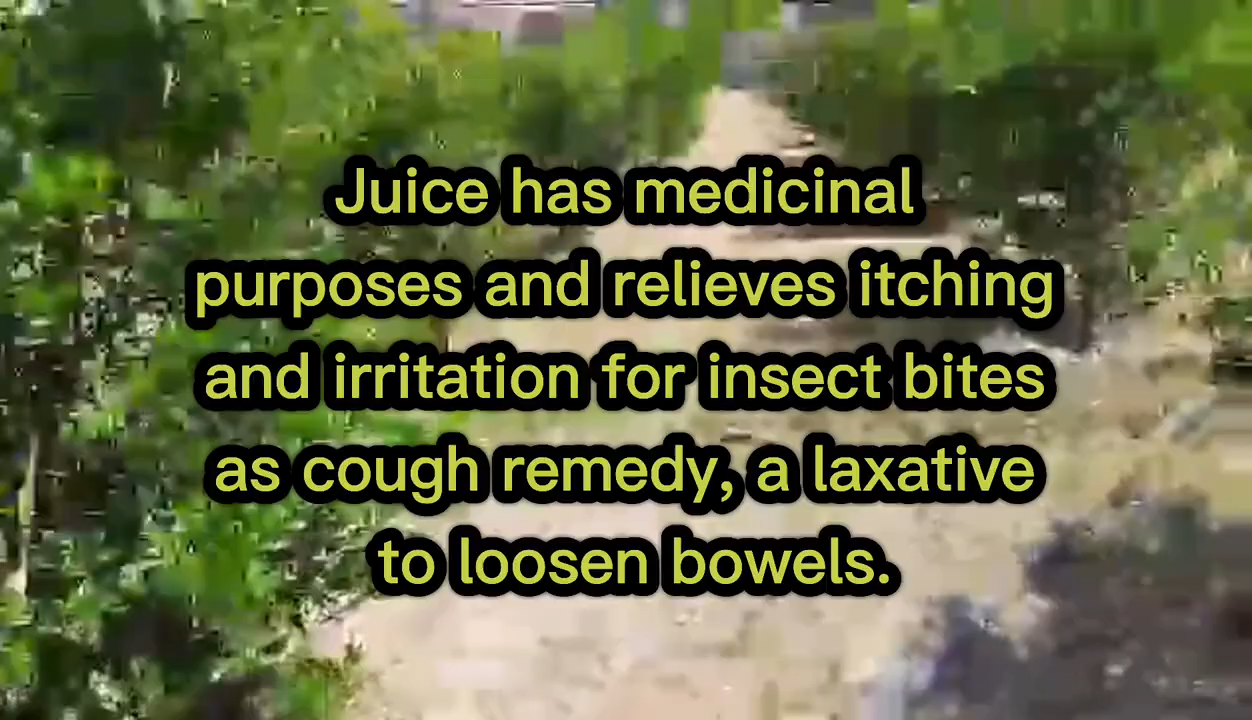 Juice has medicinal
purposes and relieves itching
and irritation for insect bites
as cough remedy, a laxative
to loosen bowels.